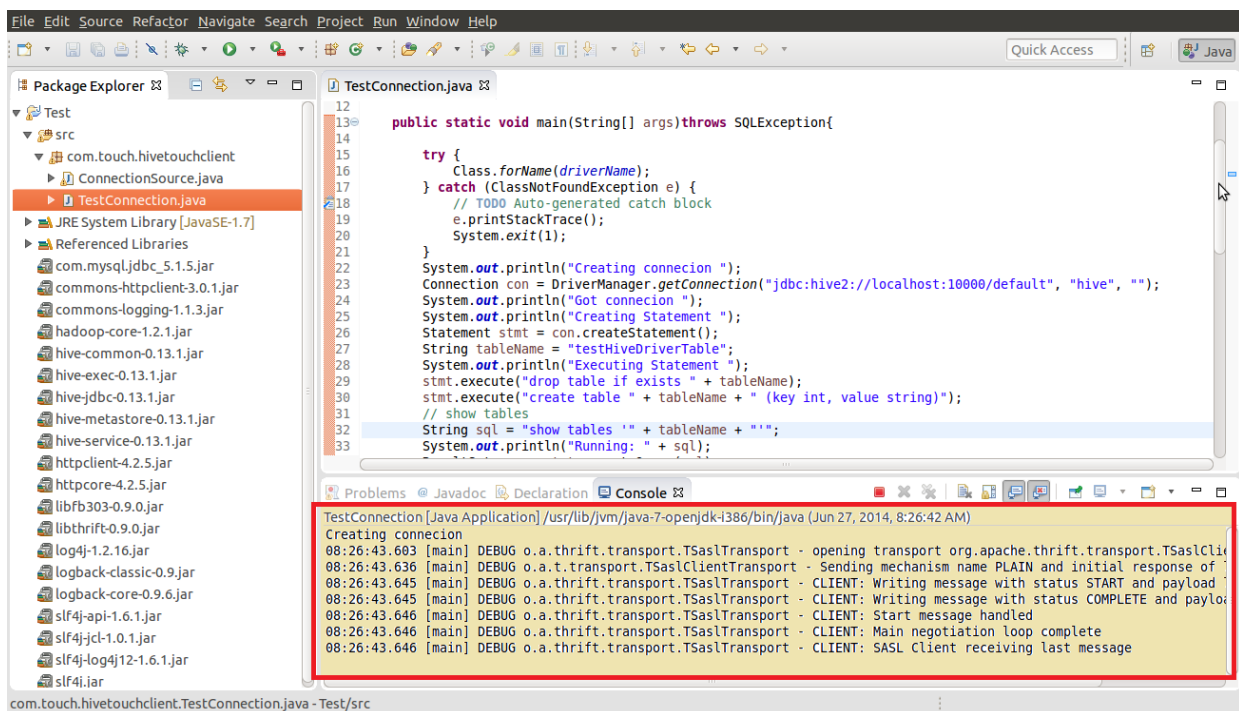 File Edit Source Refactor Navigate Search Project Run Window Help
Quick Access
Java
Package Explorer
Test
src
com.touch.hivetouchclient
ConnectionSource.java
TestConnection.java
JRE System Library [JavaSE-1.7]
Referenced Libraries
com.mysql.jdbc_5.1.5.jar
commons-httpclient-3.0.1.jar
commons-logging-1.1.3.jar
hadoop-core-1.2.1.jar
hive-common-0.13.1.jar
hive-exec-0.13.1.jar
hive-jdbc-0.13.1.jar
hive-metastore-0.13.1.jar
hive-service-0.13.1.jar
httpclient-4.2.5.jar
httpcore-4.2.5.jar
libfb303-0.9.0.jar
libthrift-0.9.0.jar
log4j-1.2.16.jar
logback-classic-0.9.jar
logback-core-0.9.6.jar
slf4j-api-1.6.1.jar
slf4j-jcl-1.0.1.jar
slf4j-log4j12-1.6.1.jar
slf4j.jar
TestConnection.java
12
13 public static void main(String[] args)throws SQLException{
14
15 try {
16 Class.forName(driverName);
17 } catch (ClassNotFoundException e) {
18 // TODO Auto-generated catch block
19 e.printStackTrace();
20 System.exit(1);
21 }
22 System.out.println("Creating connecion ");
23 Connection con = DriverManager.getConnection("jdbc:hive2://localhost:10000/default", "hive", "");
24 System.out.println("Got connecion ");
25 System.out.println("Creating Statement ");
26 Statement stmt = con.createStatement();
27 String tableName = "testHiveDriverTable";
28 System.out.println("Executing Statement ");
29 stmt.execute("drop table if exists " + tableName);
30 stmt.execute("create table " + tableName + " (key int, value string)");
31 // show tables
32 String sql = "show tables '" + tableName + "'";
33 System.out.println("Running: " + sql);
Problems @ Javadoc Declaration Console
TestConnection [Java Application] /usr/lib/jvm/java-7-openjdk-i386/bin/java (Jun 27, 2014, 8:26:42 AM)
Creating connecion
08:26:43.603 [main] DEBUG o.a.thrift.transport.TSaslTransport - opening transport org.apache.thrift.transport.TSaslClie
08:26:43.636 [main] DEBUG o.a.t.transport.TSaslClientTransport - Sending mechanism name PLAIN and initial response of
08:26:43.645 [main] DEBUG o.a.thrift.transport.TSaslTransport - CLIENT: Writing message with status START and payload
08:26:43.645 [main] DEBUG o.a.thrift.transport.TSaslTransport - CLIENT: Writing message with status COMPLETE and payloa
08:26:43.646 [main] DEBUG o.a.thrift.transport.TSaslTransport - CLIENT: Start message handled
08:26:43.646 [main] DEBUG o.a.thrift.transport.TSaslTransport - CLIENT: Main negotiation loop complete
08:26:43.646 [main] DEBUG o.a.thrift.transport.TSaslTransport - CLIENT: SASL Client receiving last message
com.touch.hivetouchclient.TestConnection.java - Test/src